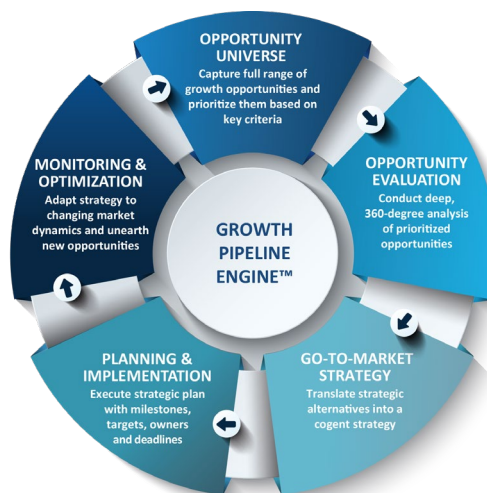 OPPORTUNITY
UNIVERSE
Capture full range of
growth opportunities and
prioritize them based on
key criteria
OPPORTUNITY
EVALUATION
Conduct deep,
360-degree analysis
of prioritized
opportunities
GO-TO-MARKET
STRATEGY
Translate strategic
alternatives into a
cogent strategy
PLANNING &
IMPLEMENTATION
Execute strategic plan
with milestones,
targets, owners
and deadlines
MONITORING &
OPTIMIZATION
Adapt strategy to
changing market
dynamics and unearth
new opportunities
GROWTH
PIPELINE
ENGINE™